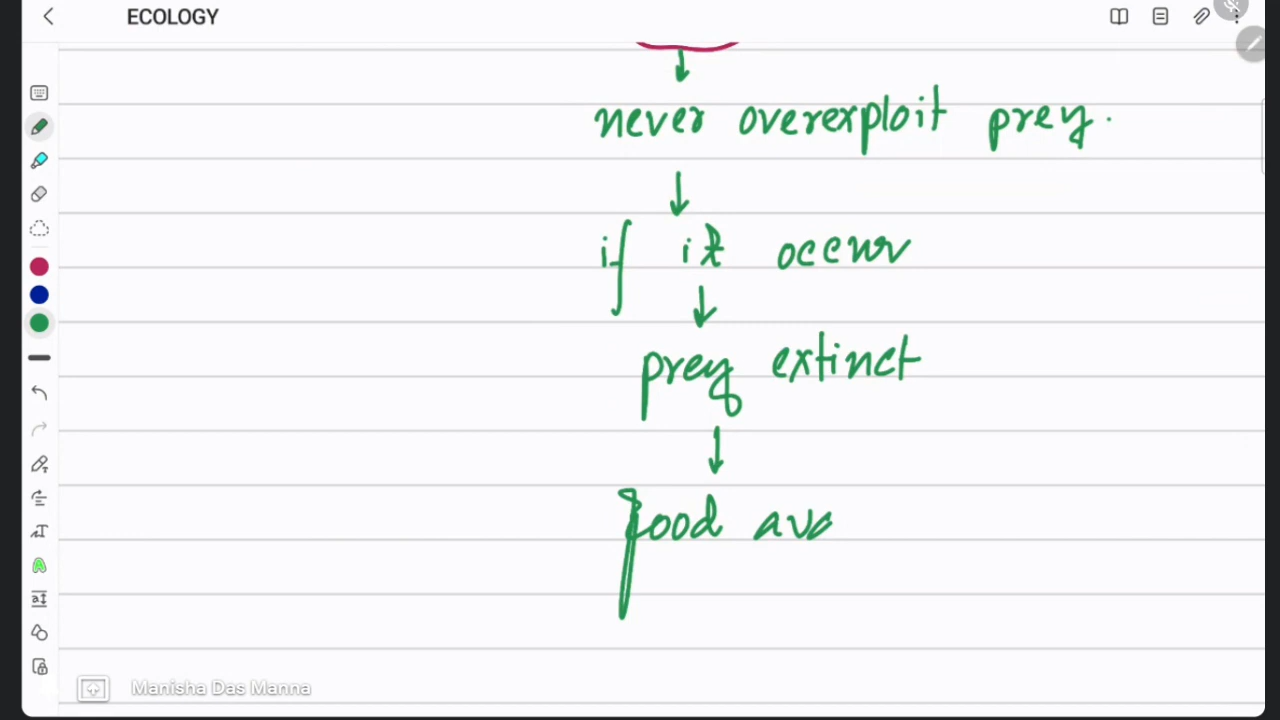 ECOLOGY
↓
never overexploit prey.
↓
if it occur
↓
prey extinct
↓
food ava
Manisha Das Manna